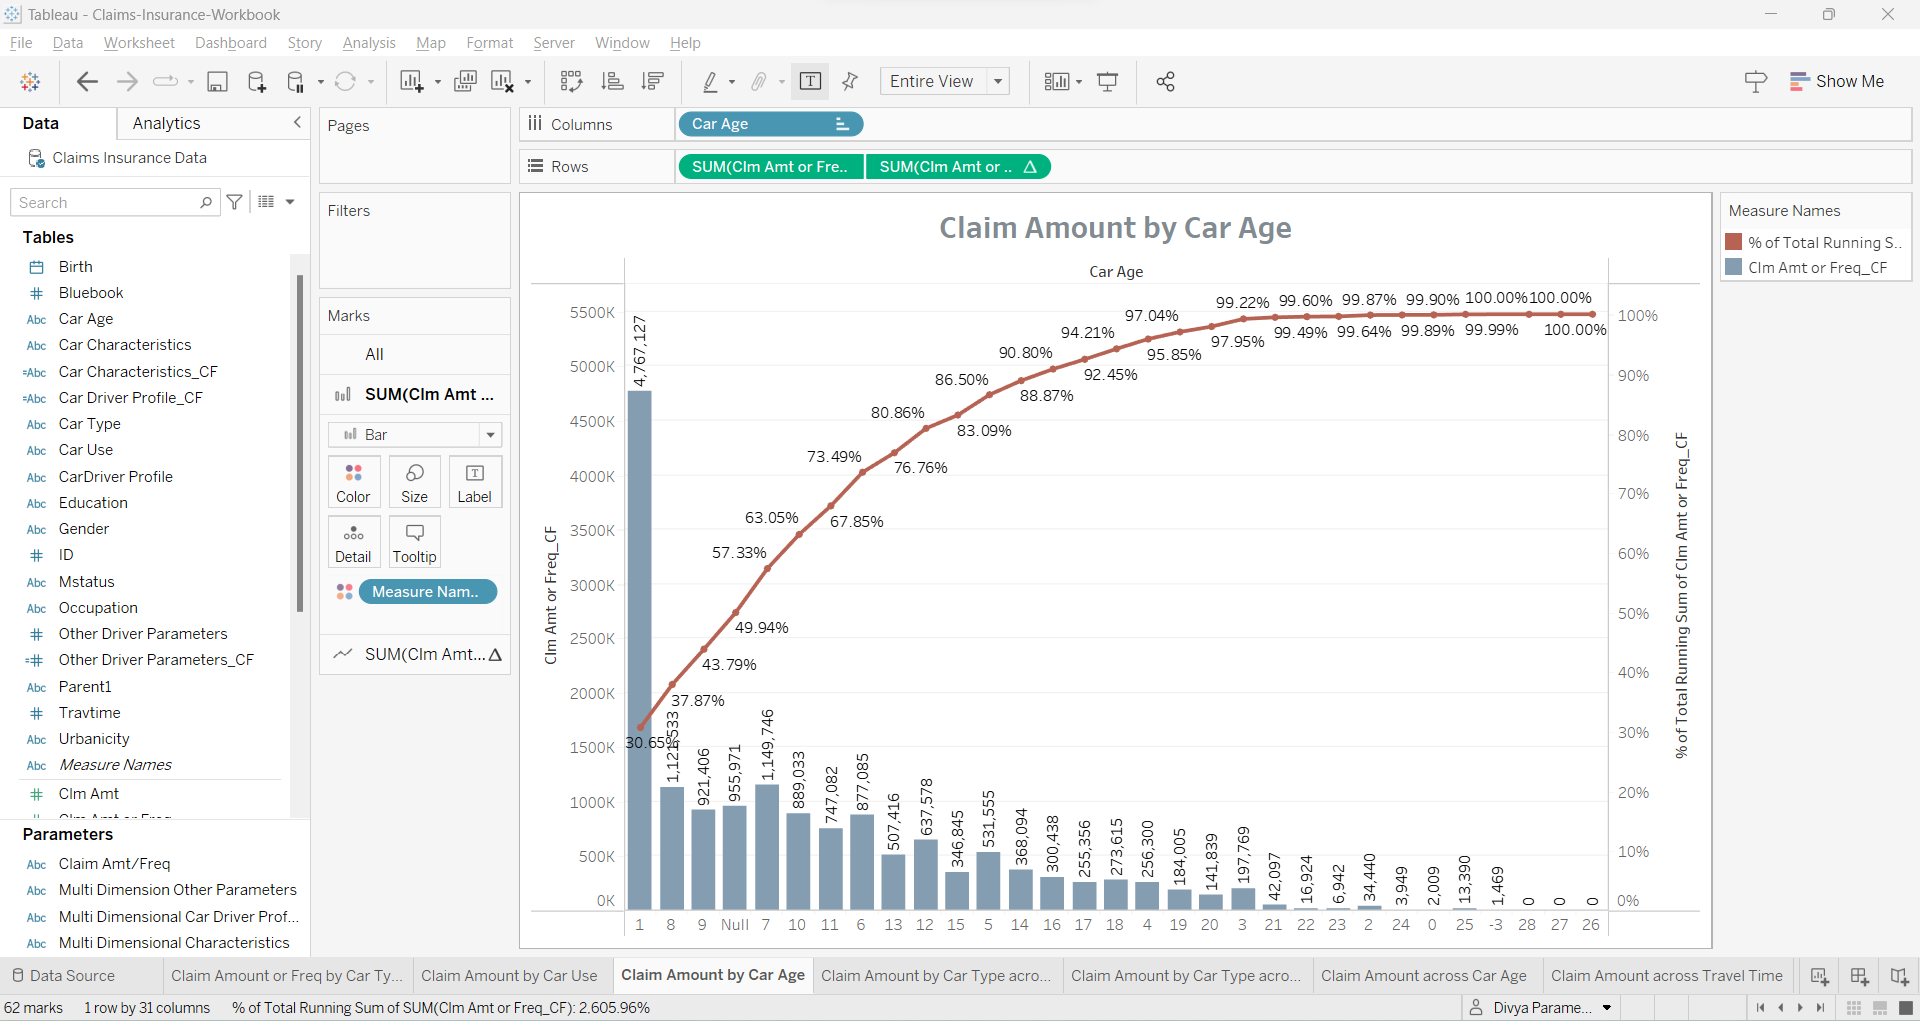 Tableau - Claims-Insurance-Workbook
File Data Worksheet Dashboard Story Analysis Map Format Server Window Help
Entire View
Show Me
Data
Analytics
Claims Insurance Data
Search
Tables
Birth
Bluebook
Abc Car Age
Abc Car Characteristics
=Abc Car Characteristics_CF
=Abc Car Driver Profile_CF
Abc Car Type
Abc Car Use
Abc CarDriver Profile
Abc Education
Abc Gender
ID
Abc Mstatus
Abc Occupation
# Other Driver Parameters
=# Other Driver Parameters_CF
Abc Parent1
# Travtime
Abc Urbanicity
Abc Measure Names
# Clm Amt
Parameters
Abc Claim Amt/Freq
Abc Multi Dimension Other Parameters
Abc Multi Dimensional Car Driver Prof...
Abc Multi Dimensional Characteristics
Pages
Filters
Marks
All
SUM(Clm Amt ...
Bar
Color Size Label
Detail Tooltip
Measure Nam..
SUM(Clm Amt... Δ
Columns Car Age
Rows SUM(Clm Amt or Fre.. SUM(Clm Amt or .. Δ
Claim Amount by Car Age
Car Age
Clm Amt or Freq_CF
5500K
5000K
4500K
4000K
3500K
3000K
2500K
2000K
1500K
1000K
500K
0K
30.65% 37.87% 43.79% 49.94% 57.33% 63.05% 67.85% 73.49% 76.76% 80.86% 83.09% 86.50% 88.87% 90.80% 92.45% 94.21% 95.85% 97.04% 97.95% 99.22% 99.49% 99.60% 99.64% 99.87% 99.89% 99.90% 99.99% 100.00% 100.00% 100.00%
4,767,127 1,121,533 921,406 955,971 1,149,746 889,033 747,082 877,085 507,416 637,578 346,845 531,555 368,094 300,438 255,356 273,615 256,300 184,005 141,839 197,769 42,097 16,924 6,942 34,440 3,949 2,009 13,390 1,469 0 0 0
1 8 9 Null 7 10 11 6 13 12 15 5 14 16 17 18 4 19 20 3 21 22 23 2 24 0 25 -3 28 27 26
100%
90%
80%
70%
60%
50%
40%
30%
20%
10%
0%
% of Total Running Sum of Clm Amt or Freq_CF
Measure Names
% of Total Running S..
Clm Amt or Freq_CF
Data Source
Claim Amount or Freq by Car Ty...
Claim Amount by Car Use
Claim Amount by Car Age
Claim Amount by Car Type acro...
Claim Amount by Car Type acro...
Claim Amount across Car Age
Claim Amount across Travel Time
62 marks 1 row by 31 columns % of Total Running Sum of SUM(Clm Amt or Freq_CF): 2,605.96%
Divya Parame...